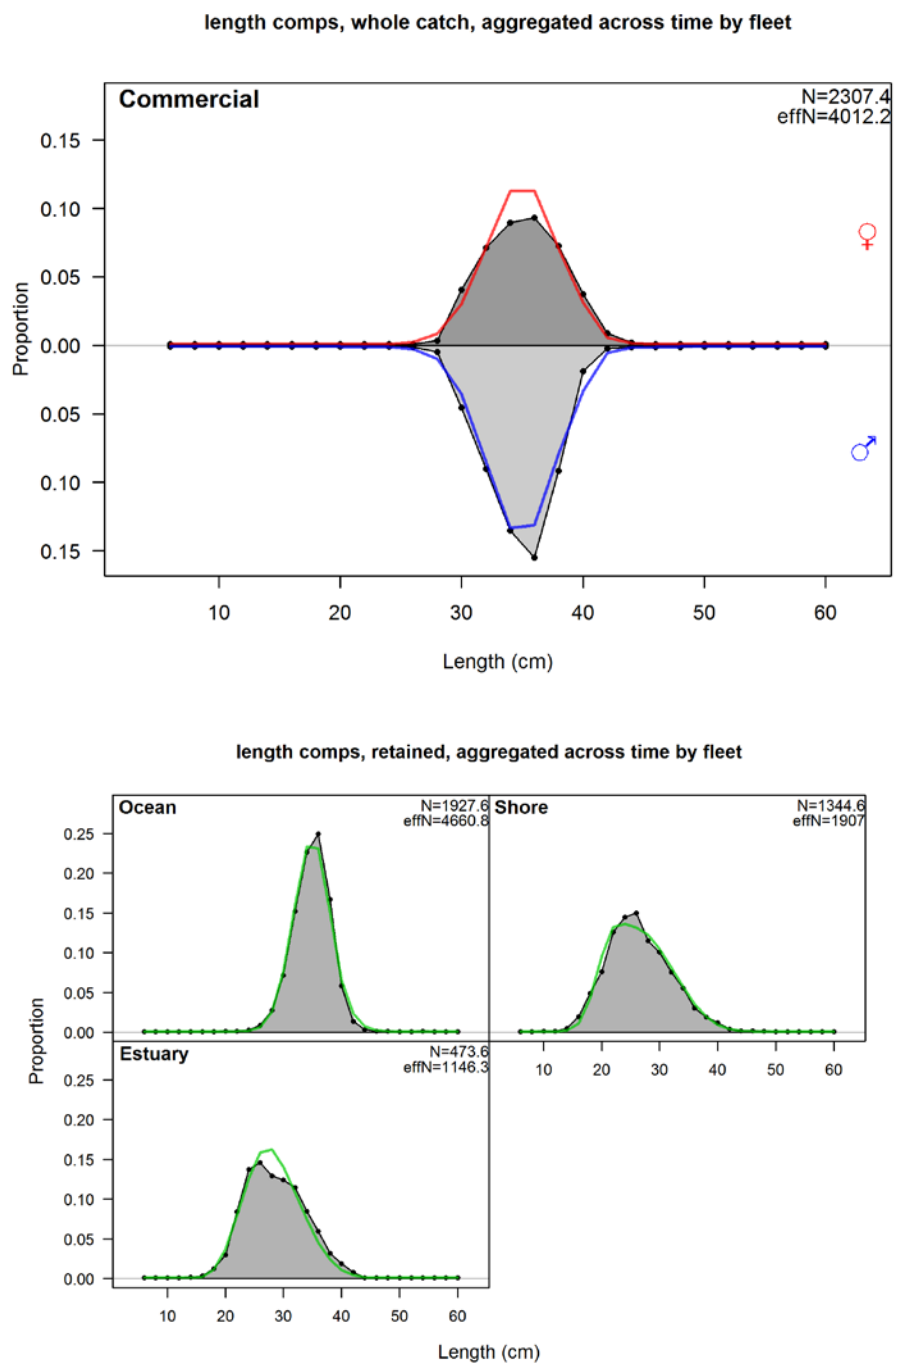 length comps, whole catch, aggregated across time by fleet
Commercial
N=2307.4
effN=4012.2
0.15
0.10
0.05
0.00
0.05
0.10
0.15
Proportion
♀
♂
10 20 30 40 50 60
Length (cm)
length comps, retained, aggregated across time by fleet
Ocean
N=1927.6
effN=4660.8
Shore
N=1344.6
effN=1907
0.25
0.20
0.15
0.10
0.05
0.00
10 20 30 40 50 60
Proportion
Estuary
N=473.6
effN=1146.3
0.25
0.20
0.15
0.10
0.05
0.00
10 20 30 40 50 60
Length (cm)